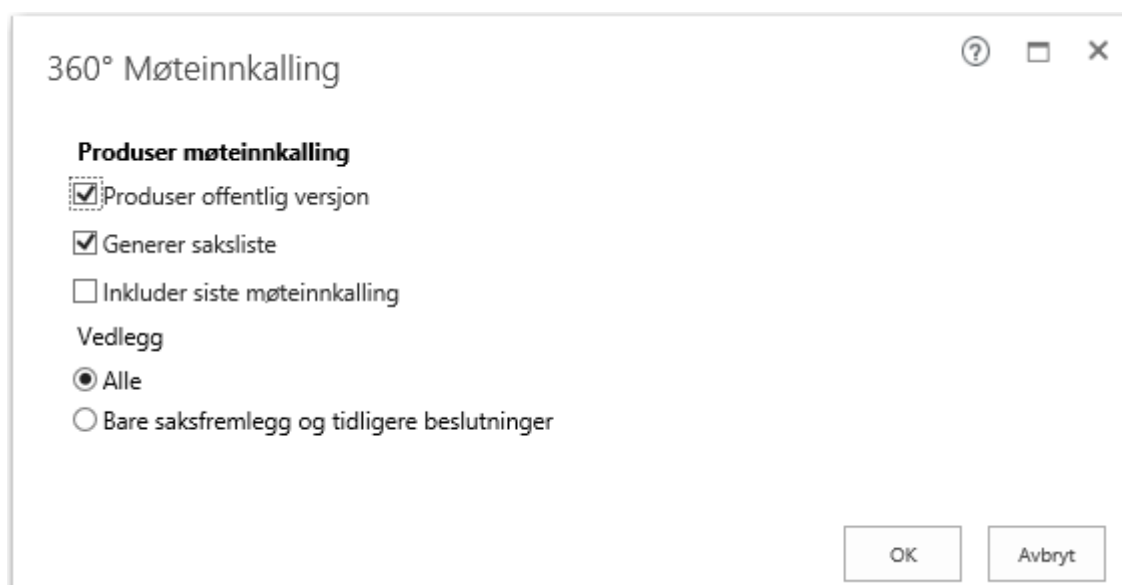 360° Møteinnkalling
Produser møteinnkalling
Produser offentlig versjon
Generer saksliste
Inkluder siste møteinnkalling
Vedlegg
Alle
Bare saksfremlegg og tidligere beslutninger
OK Avbryt